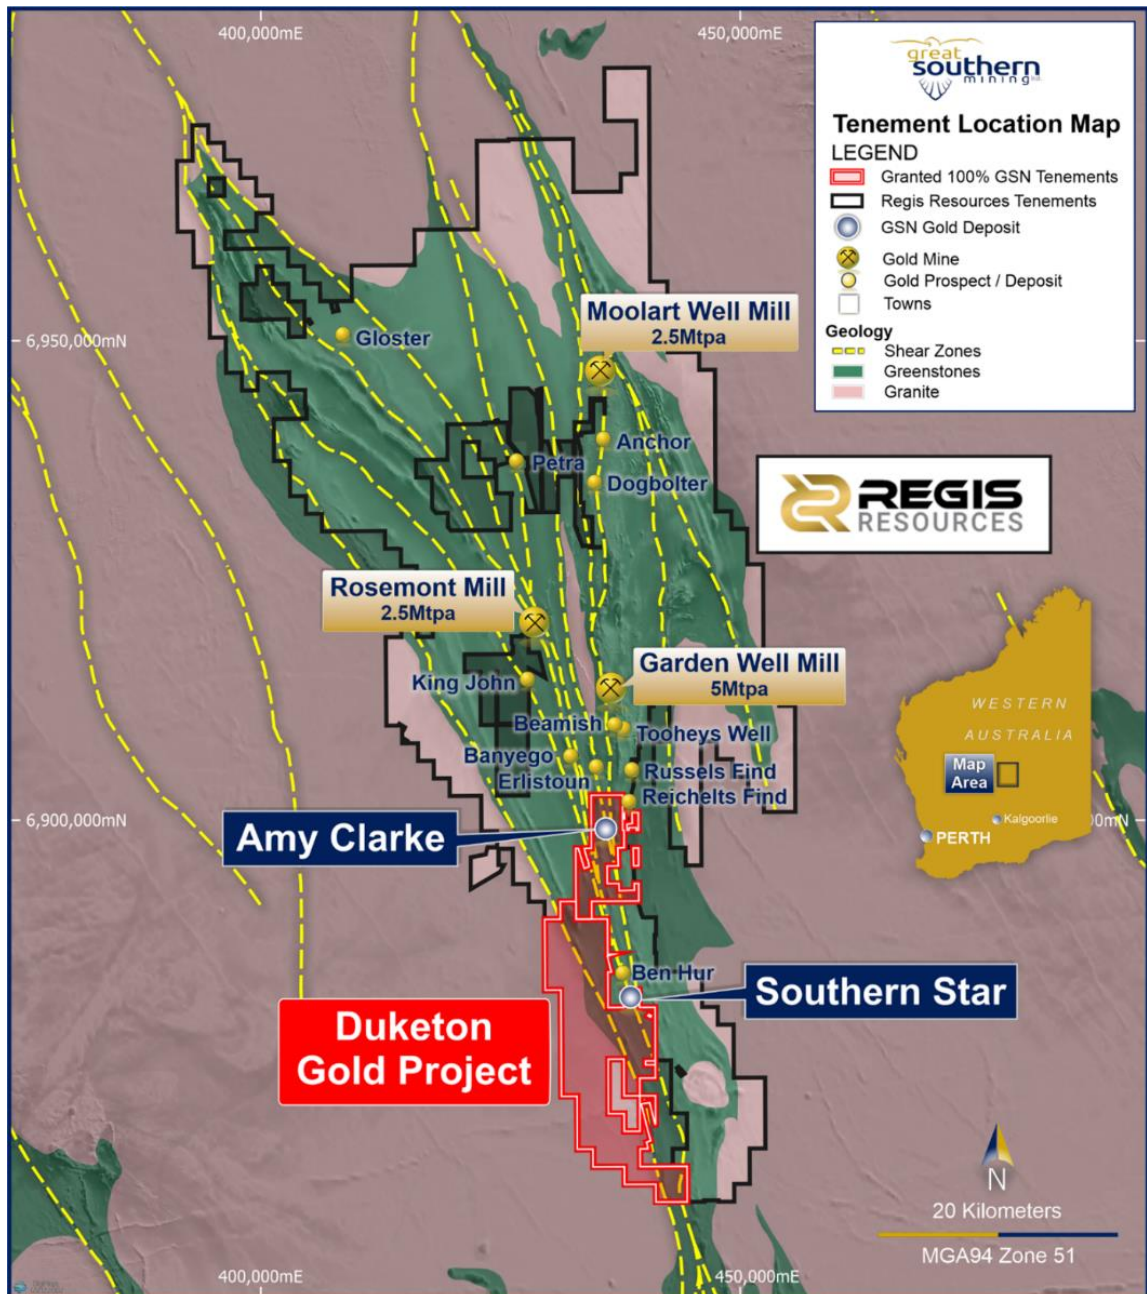 400,000mE
450,000mE
great
southern
mining
Tenement Location Map
LEGEND
Granted 100% GSN Tenements
Regis Resources Tenements
GSN Gold Deposit
Gold Mine
Gold Prospect / Deposit
Towns
Geology
Shear Zones
Greenstones
Granite
Moolart Well Mill
2.5Mtpa
6,950,000mN
Gloster
Anchor
Petra
Dogbolter
REGIS
RESOURCES
Rosemont Mill
2.5Mtpa
Garden Well Mill
5Mtpa
King John
Beamish
Tooheys Well
Banyego
Erlistoun
Russels Find
Reichelts Find
WESTERN
AUSTRALIA
Map
Area
Kalgoorlie
PERTH
6,900,000mN
00mN
Amy Clarke
Ben Hur
Southern Star
Duketon
Gold Project
N
20 Kilometers
MGA94 Zone 51
400,000mE
450,000mE